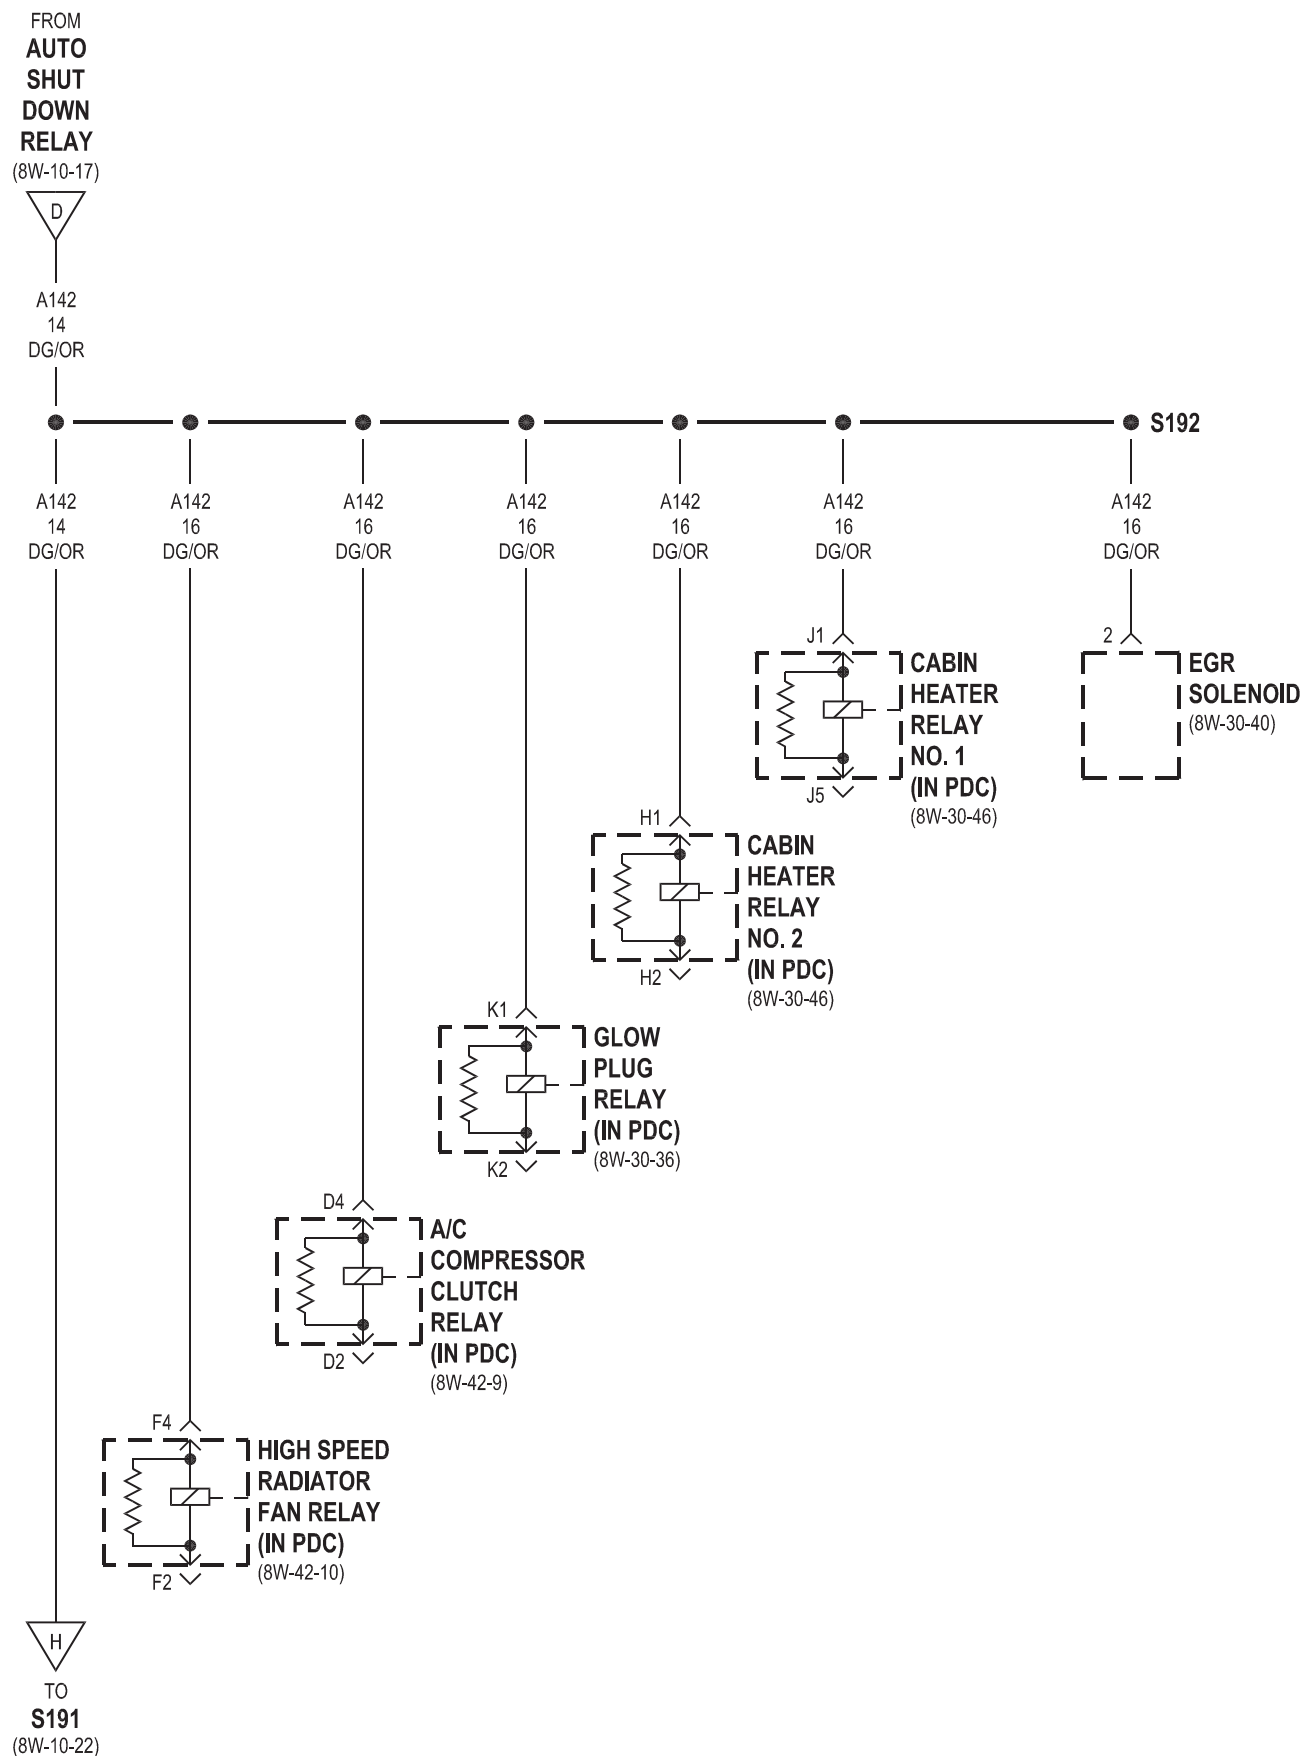 FROM
AUTO
SHUT
DOWN
RELAY
(8W-10-17)
D
A142
14
DG/OR
S192
A142
14
DG/OR
A142
16
DG/OR
A142
16
DG/OR
A142
16
DG/OR
A142
16
DG/OR
A142
16
DG/OR
A142
16
DG/OR
J1
CABIN
HEATER
RELAY
NO. 1
(IN PDC)
(8W-30-46)
J5
2
EGR
SOLENOID
(8W-30-40)
H1
CABIN
HEATER
RELAY
NO. 2
(IN PDC)
(8W-30-46)
H2
K1
GLOW
PLUG
RELAY
(IN PDC)
(8W-30-36)
K2
D4
A/C
COMPRESSOR
CLUTCH
RELAY
(IN PDC)
(8W-42-9)
D2
F4
HIGH SPEED
RADIATOR
FAN RELAY
(IN PDC)
(8W-42-10)
F2
H
TO
S191
(8W-10-22)